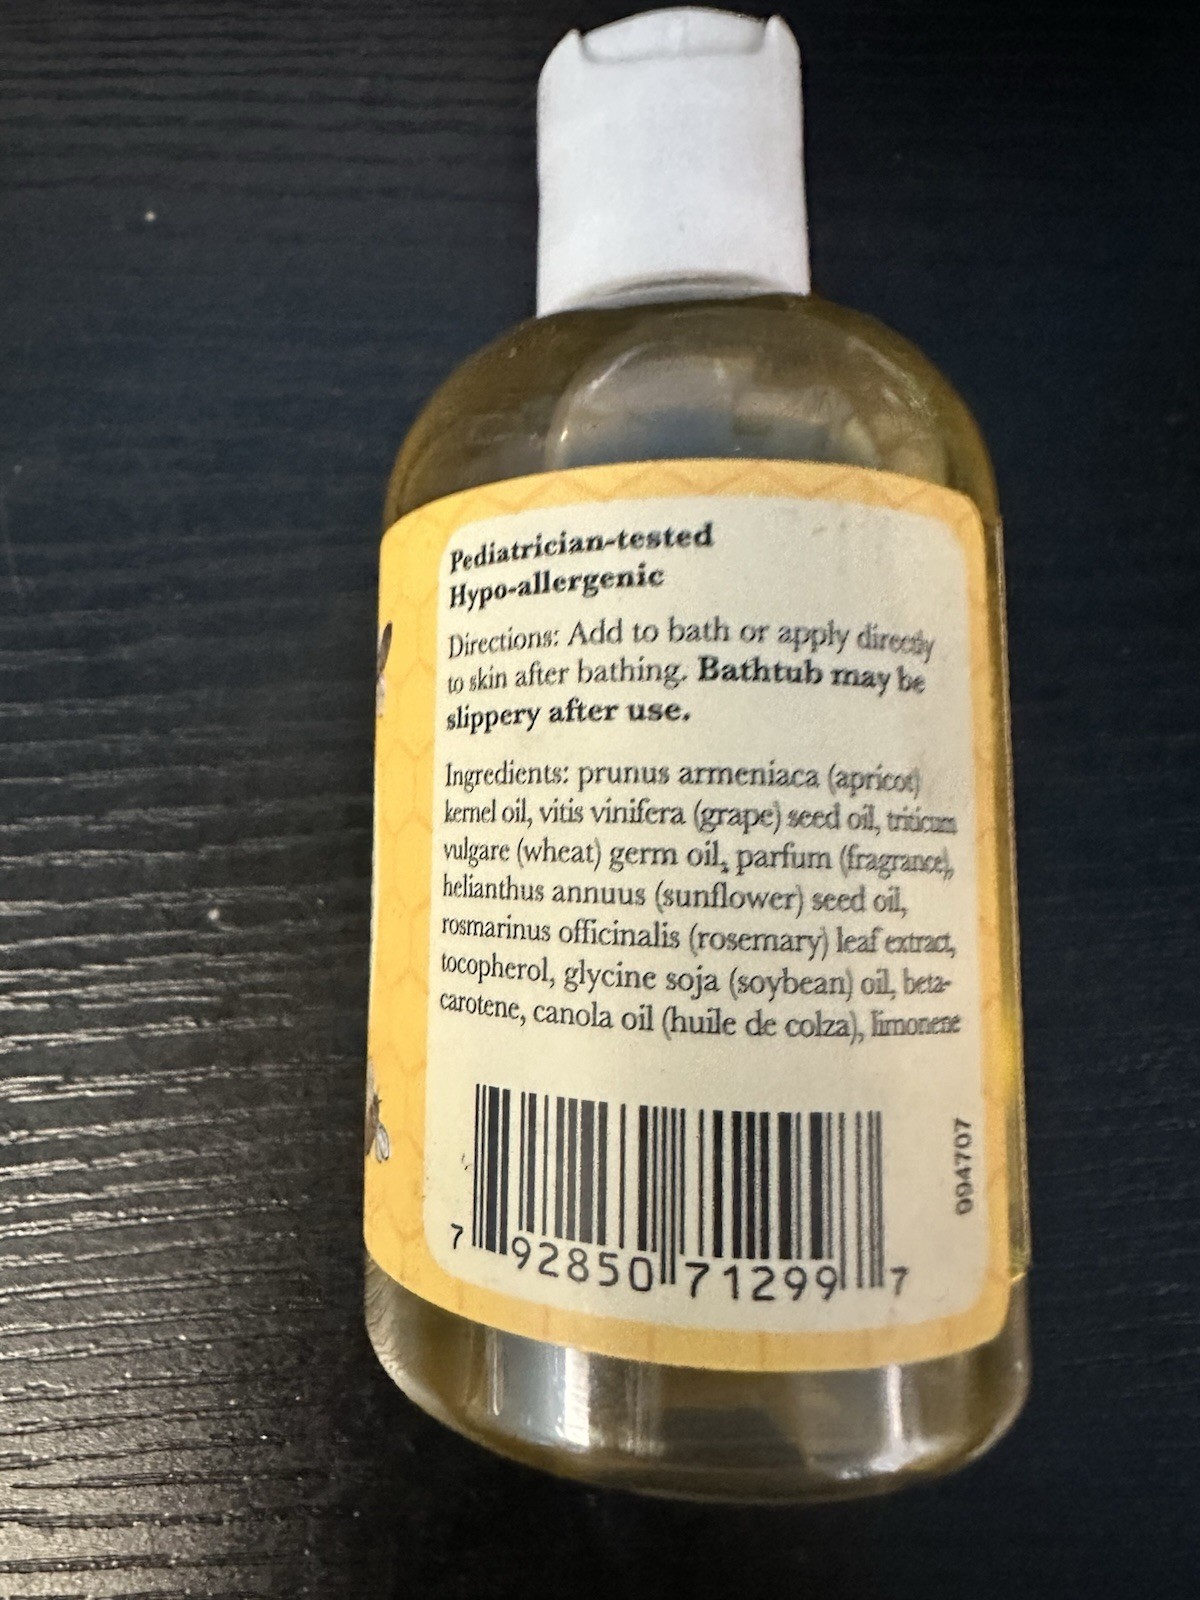 Pediatrician-tested
Hypo-allergenic
Directions: Add to bath or apply directly
to skin after bathing. Bathtub may be
slippery after use.
Ingredients: prunus armeniaca (apricot)
kernel oil, vitis vinifera (grape) seed oil, triticum
vulgare (wheat) germ oil, parfum (fragrance),
helianthus annuus (sunflower) seed oil,
rosmarinus officinalis (rosemary) leaf extract,
tocopherol, glycine soja (soybean) oil, beta-
carotene, canola oil (huile de colza), limonene
994707
7 92850 71299 7